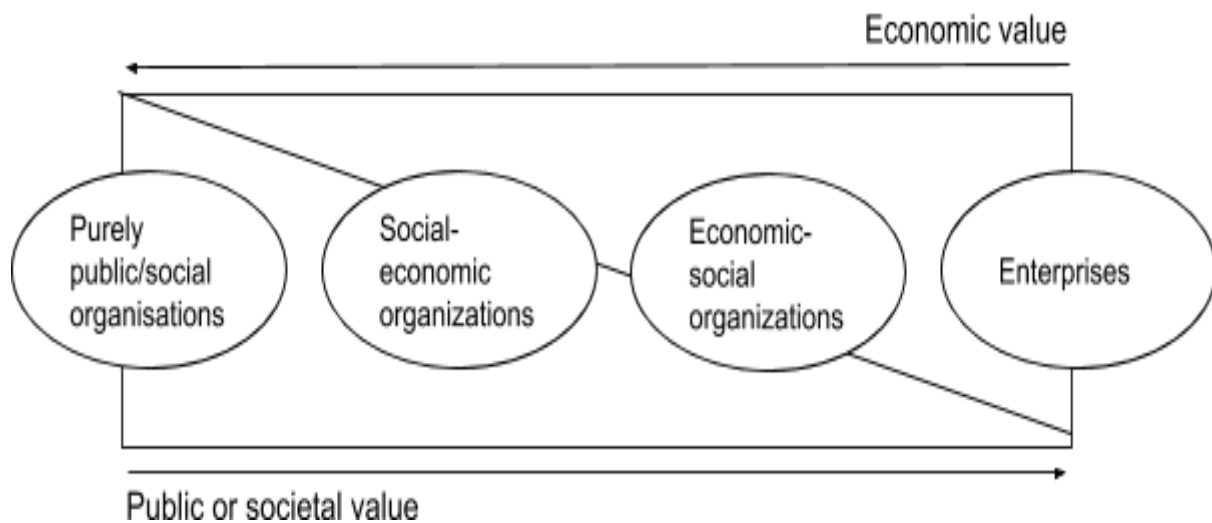 Economic value
Purely
public/social
organisations
Social-
economic
organizations
Economic-
social
organizations
Enterprises
Public or societal value